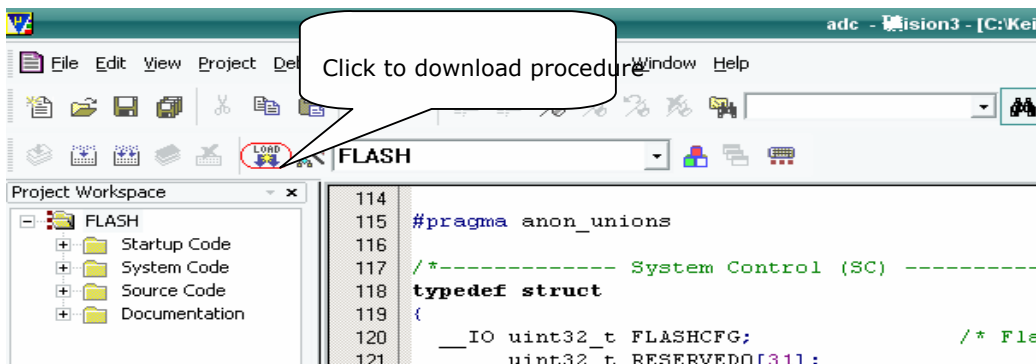 adc - ision3 - [C:\Kei
File Edit View Project Del
Window Help
Click to download procedure
LOAD
FLASH
Project Workspace
FLASH
Startup Code
System Code
Source Code
Documentation
114
115 #pragma anon_unions
116
117 /*------------- System Control (SC) ----------
118 typedef struct
119 {
120 __IO uint32_t FLASHCFG; /* Fla
121 uint32_t RESERVED0[31];